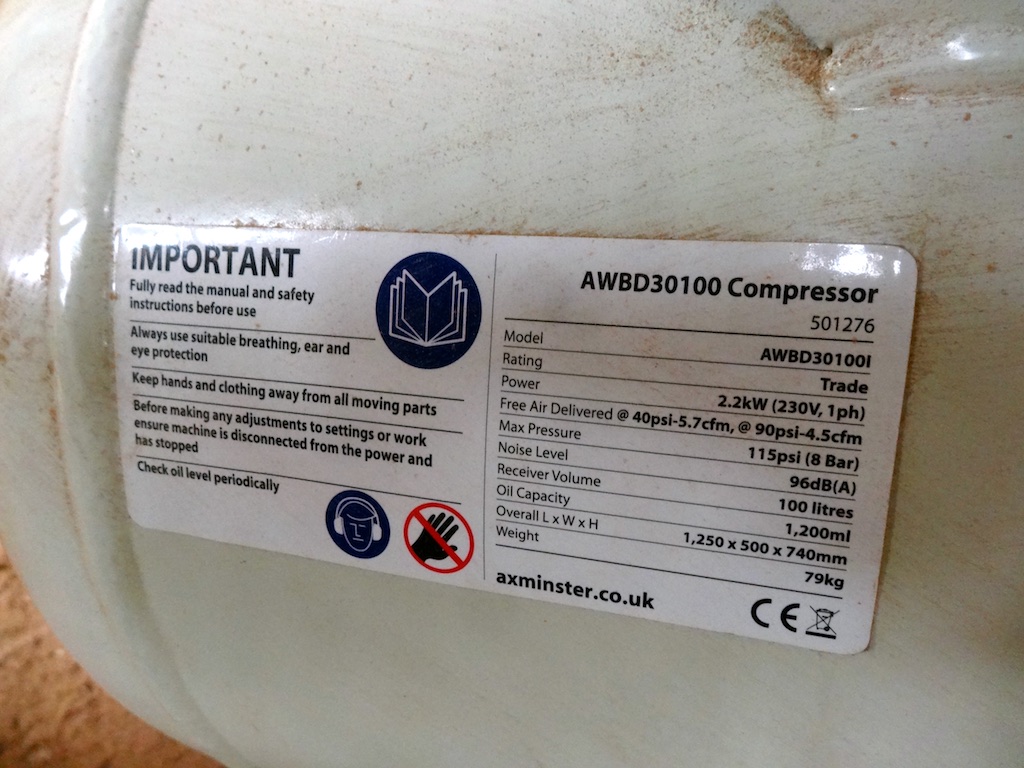 IMPORTANT
Fully read the manual and safety
instructions before use
Always use suitable breathing, ear and
eye protection
Keep hands and clothing away from all moving parts
Before making any adjustments to settings or work
ensure machine is disconnected from the power and
has stopped
Check oil level periodically
AWBD30100 Compressor
501276
Model AWBD30100I
Rating Trade
Power 2.2kW (230V, 1ph)
Free Air Delivered @ 40psi-5.7cfm, @ 90psi-4.5cfm
Max Pressure 115psi (8 Bar)
Noise Level 96dB(A)
Receiver Volume 100 litres
Oil Capacity 1,200ml
Overall L x W x H 1,250 x 500 x 740mm
Weight 79kg
axminster.co.uk CE